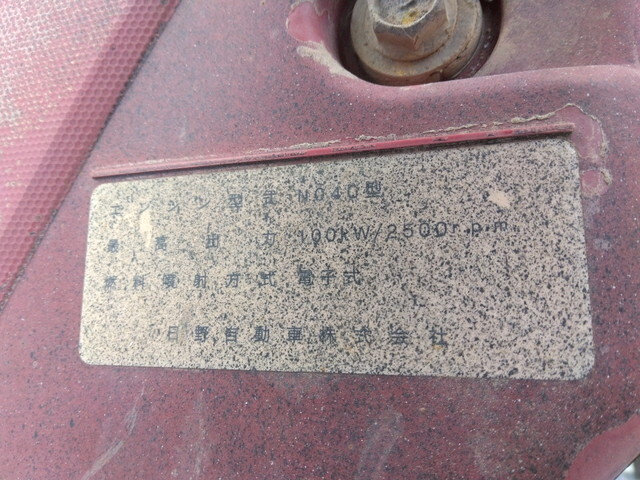 エンジン型式 N04C型
最高出力 100kW/2500r.p.m
燃料噴射方式 電子式
日野自動車株式会社